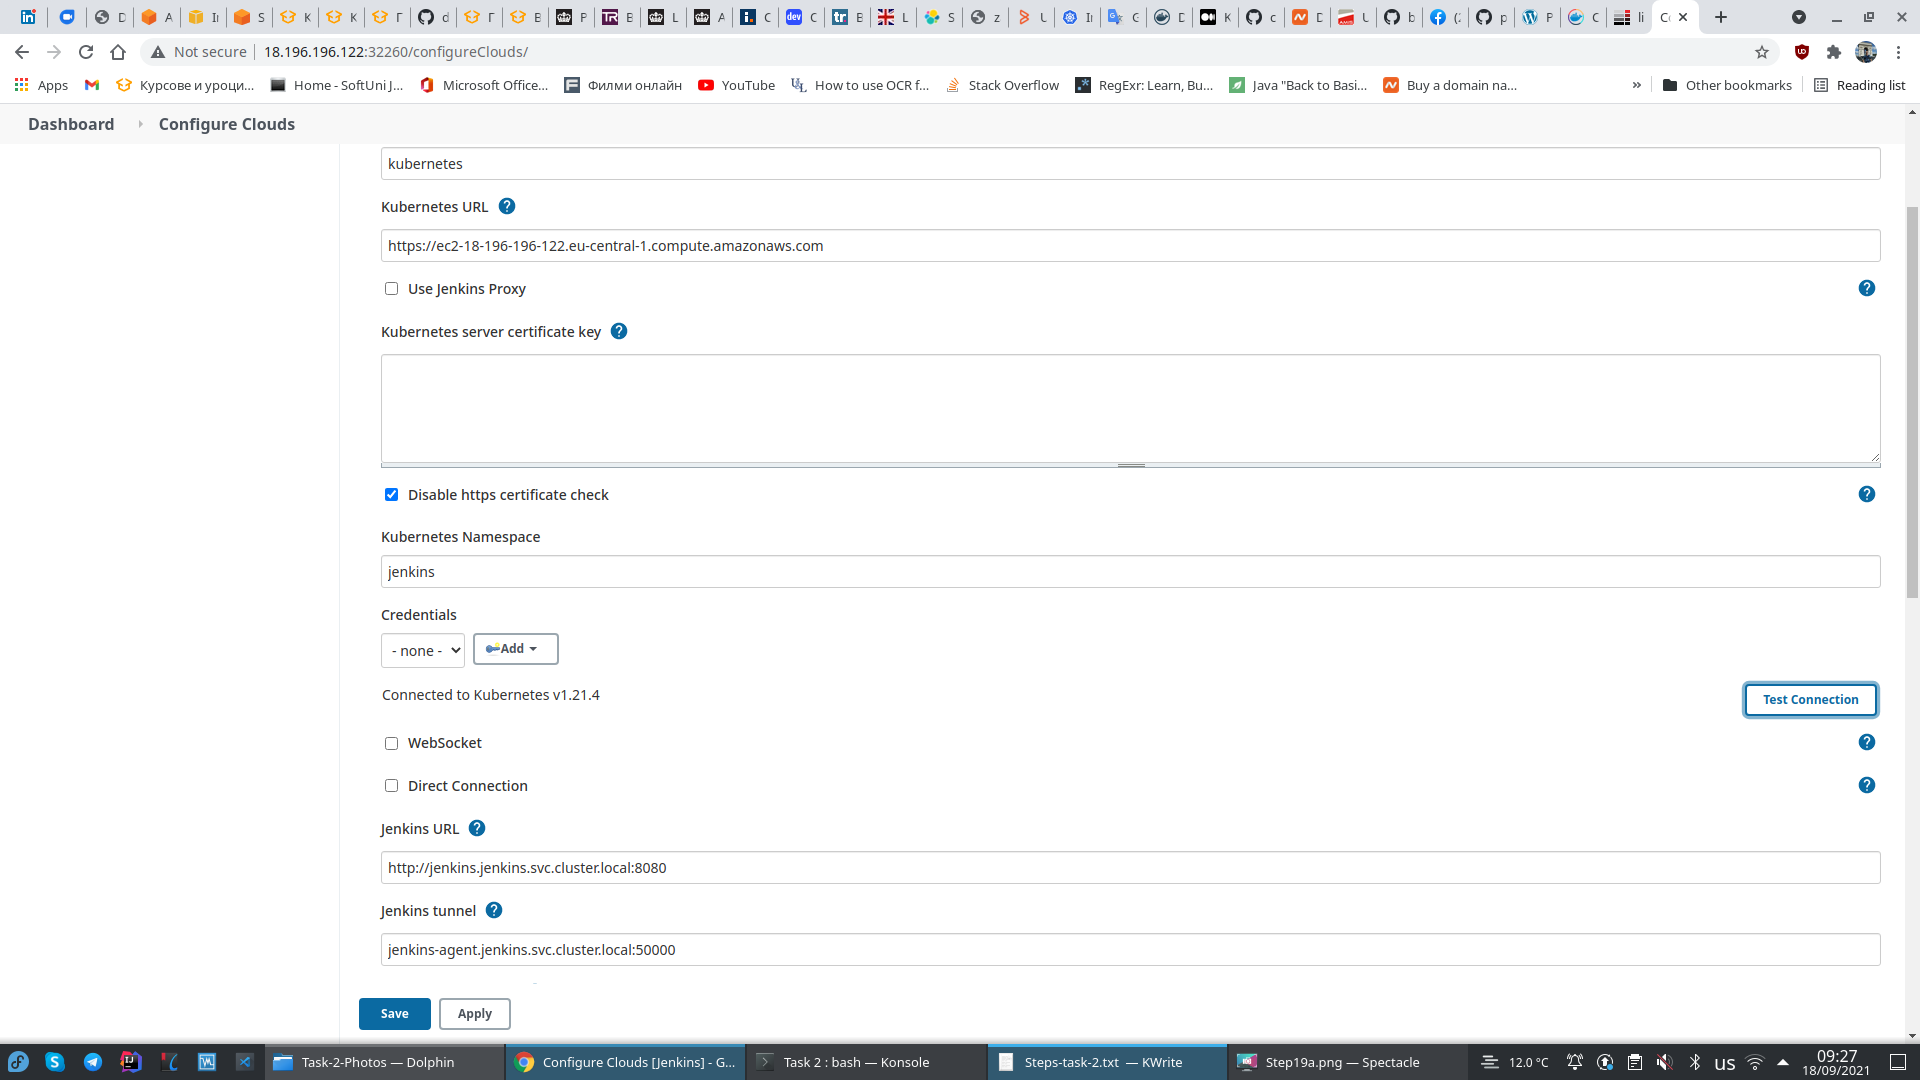 Not secure | 18.196.196.122:32260/configureClouds/
Apps Курсове и уроци... Home - SoftUni J... Microsoft Office... Филми онлайн YouTube How to use OCR f... Stack Overflow RegExr: Learn, Bu... Java "Back to Basi... Buy a domain na... » Other bookmarks Reading list
Dashboard Configure Clouds
kubernetes
Kubernetes URL ?
https://ec2-18-196-196-122.eu-central-1.compute.amazonaws.com
Use Jenkins Proxy ?
Kubernetes server certificate key ?
Disable https certificate check ?
Kubernetes Namespace
jenkins
Credentials
- none - Add
Connected to Kubernetes v1.21.4
Test Connection
WebSocket ?
Direct Connection ?
Jenkins URL ?
http://jenkins.jenkins.svc.cluster.local:8080
Jenkins tunnel ?
jenkins-agent.jenkins.svc.cluster.local:50000
Save Apply
Task-2-Photos — Dolphin Configure Clouds [Jenkins] - G... Task 2 : bash — Konsole Steps-task-2.txt — KWrite Step19a.png — Spectacle 12.0 °C us 09:27
18/09/2021